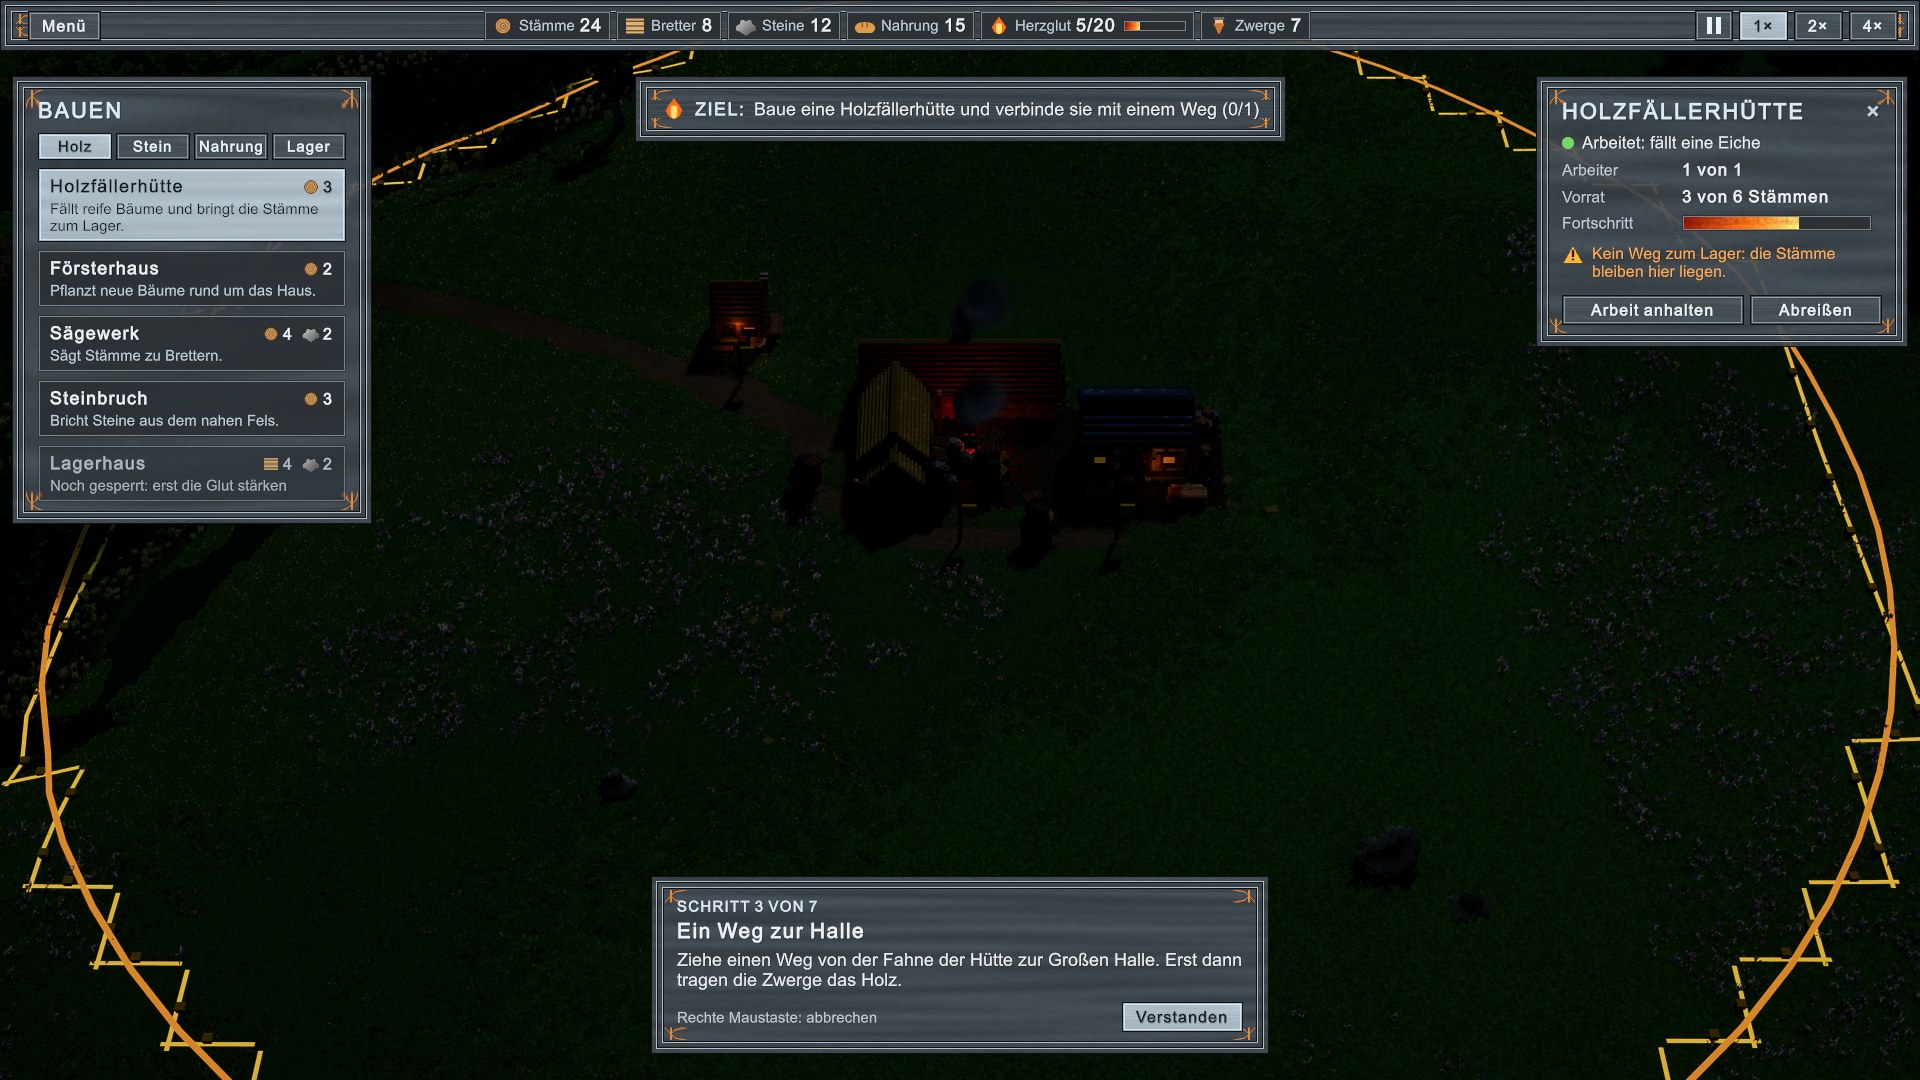 Menü
Stämme 24
Bretter 8
Steine 12
Nahrung 15
Herzglut 5/20
Zwerge 7
1×
2×
4×
BAUEN
Holz
Stein
Nahrung
Lager
Holzfällerhütte 3
Fällt reife Bäume und bringt die Stämme
zum Lager.
Försterhaus 2
Pflanzt neue Bäume rund um das Haus.
Sägewerk 4 2
Sägt Stämme zu Brettern.
Steinbruch 3
Bricht Steine aus dem nahen Fels.
Lagerhaus 4 2
Noch gesperrt: erst die Glut stärken
ZIEL: Baue eine Holzfällerhütte und verbinde sie mit einem Weg (0/1)
HOLZFÄLLERHÜTTE ×
Arbeitet: fällt eine Eiche
Arbeiter 1 von 1
Vorrat 3 von 6 Stämmen
Fortschritt
Kein Weg zum Lager: die Stämme
bleiben hier liegen.
Arbeit anhalten
Abreißen
SCHRITT 3 VON 7
Ein Weg zur Halle
Ziehe einen Weg von der Fahne der Hütte zur Großen Halle. Erst dann
tragen die Zwerge das Holz.
Rechte Maustaste: abbrechen
Verstanden